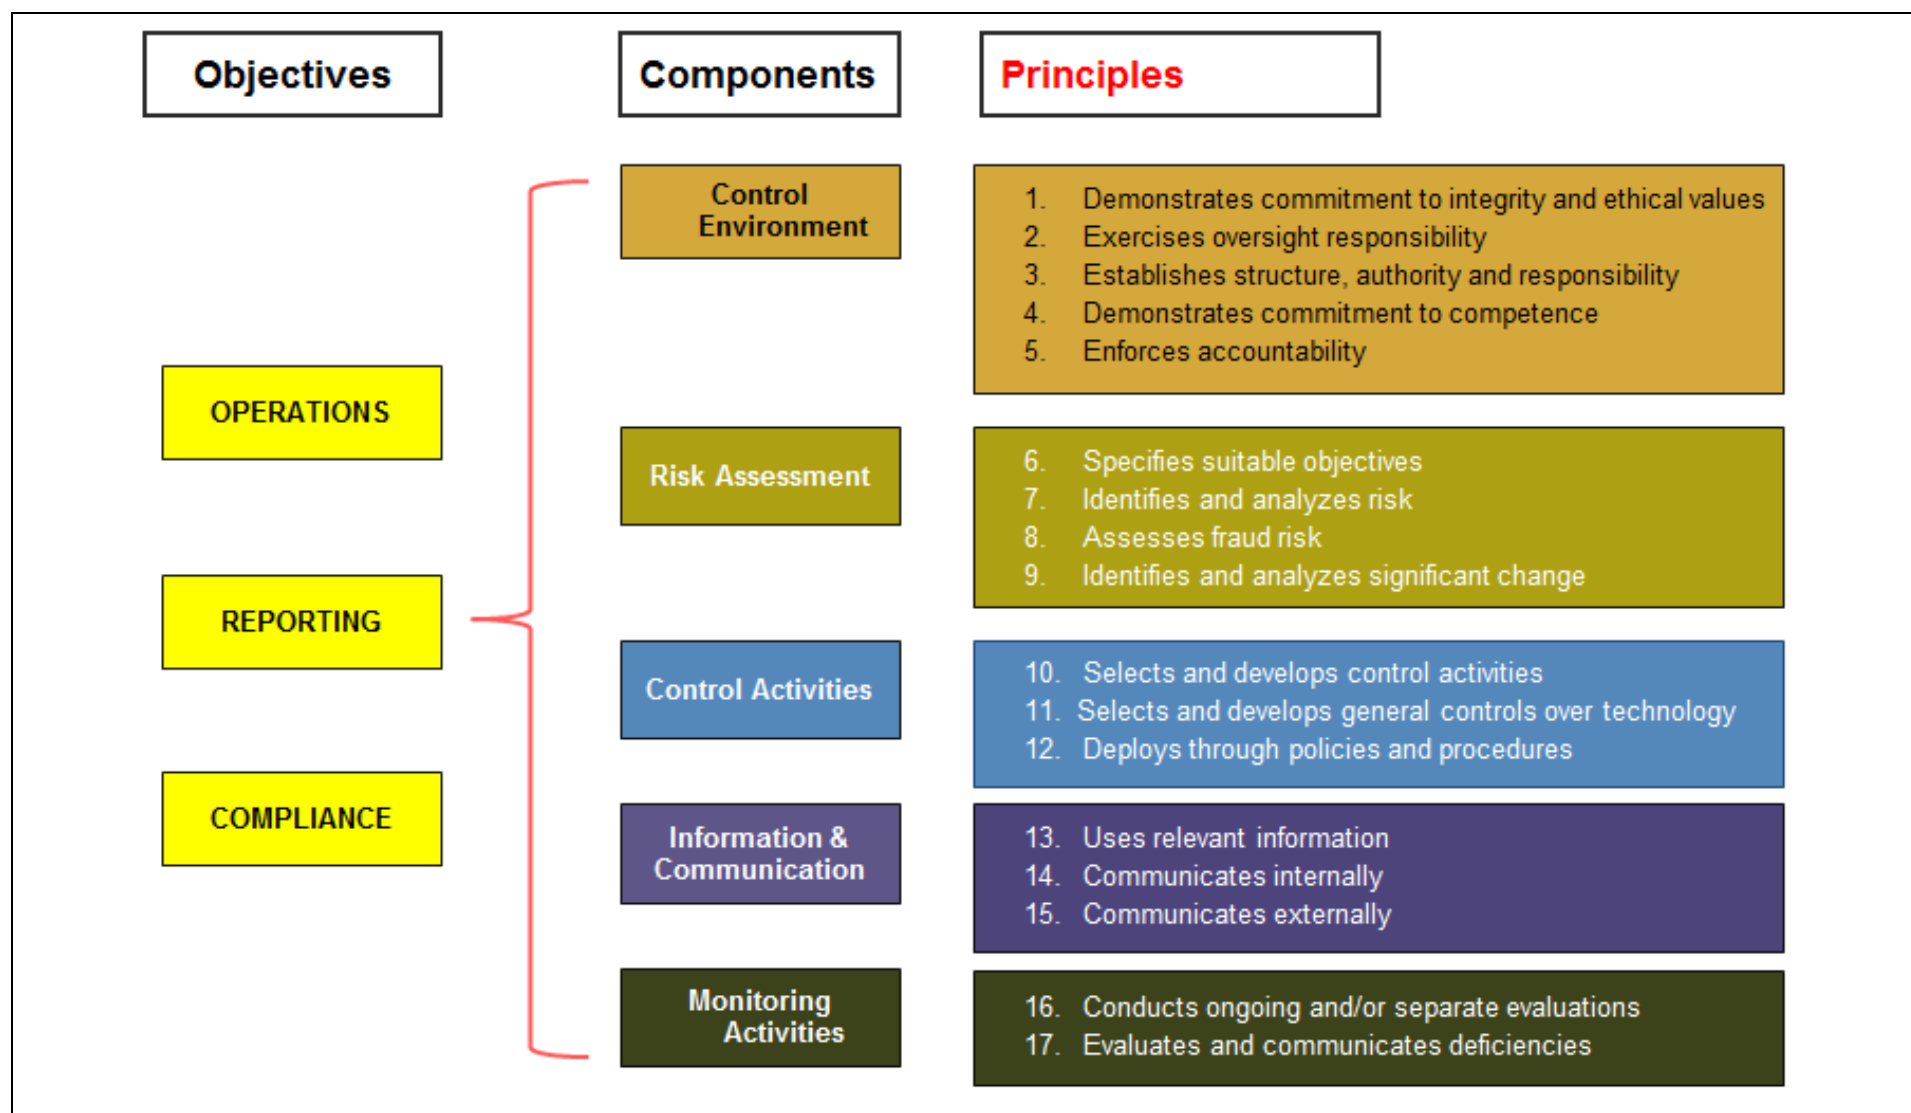 Objectives
Components
Principles
OPERATIONS
REPORTING
COMPLIANCE
Control
Environment
1. Demonstrates commitment to integrity and ethical values
2. Exercises oversight responsibility
3. Establishes structure, authority and responsibility
4. Demonstrates commitment to competence
5. Enforces accountability
Risk Assessment
6. Specifies suitable objectives
7. Identifies and analyzes risk
8. Assesses fraud risk
9. Identifies and analyzes significant change
Control Activities
10. Selects and develops control activities
11. Selects and develops general controls over technology
12. Deploys through policies and procedures
Information &
Communication
13. Uses relevant information
14. Communicates internally
15. Communicates externally
Monitoring
Activities
16. Conducts ongoing and/or separate evaluations
17. Evaluates and communicates deficiencies